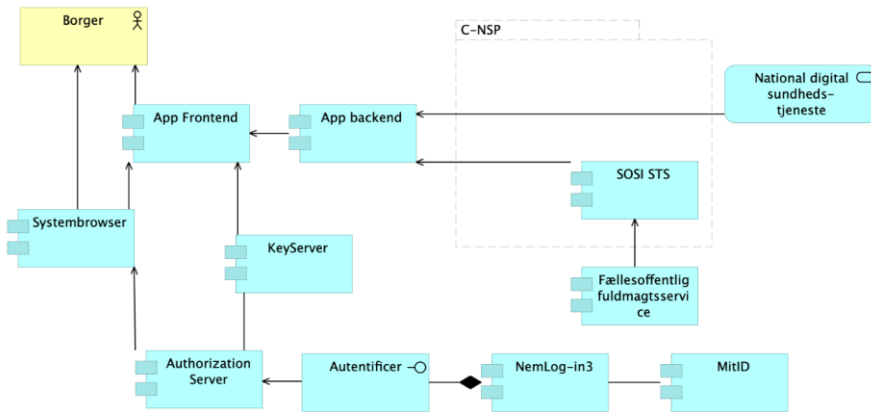 Borger
C-NSP
National digital
sundheds-
tjeneste
App Frontend
App backend
SOSI STS
Systembrowser
KeyServer
Fællesoffentlig
fuldmagtsservi
ce
Authorization
Server
Autentificer
NemLog-in3
MitID